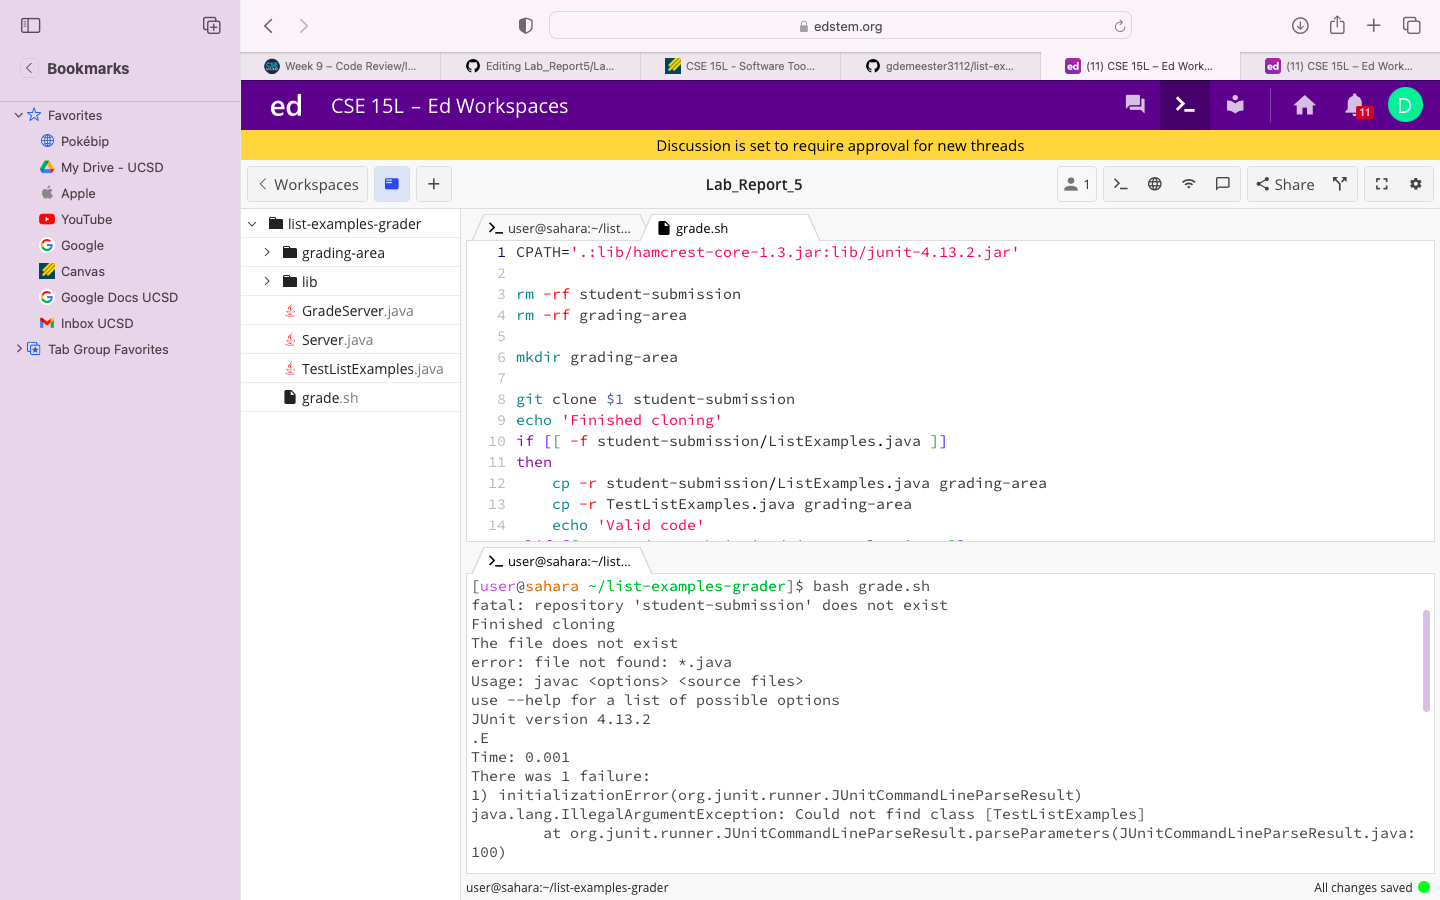 Bookmarks
Favorites
Pokébip
My Drive - UCSD
Apple
YouTube
Google
Canvas
Google Docs UCSD
Inbox UCSD
Tab Group Favorites
edstem.org
Week 9 – Code Review/I...
Editing Lab_Report5/La...
CSE 15L - Software Too...
gdemeester3112/list-ex...
ed (11) CSE 15L – Ed Work...
ed (11) CSE 15L – Ed Work...
ed CSE 15L – Ed Workspaces
11
D
Discussion is set to require approval for new threads
Workspaces
Lab_Report_5
1
Share
list-examples-grader
grading-area
lib
GradeServer.java
Server.java
TestListExamples.java
grade.sh
user@sahara:~/list...
grade.sh
1 CPATH='.:lib/hamcrest-core-1.3.jar:lib/junit-4.13.2.jar'
2
3 rm -rf student-submission
4 rm -rf grading-area
5
6 mkdir grading-area
7
8 git clone $1 student-submission
9 echo 'Finished cloning'
10 if [[ -f student-submission/ListExamples.java ]]
11 then
12 cp -r student-submission/ListExamples.java grading-area
13 cp -r TestListExamples.java grading-area
14 echo 'Valid code'
user@sahara:~/list...
[user@sahara ~/list-examples-grader]$ bash grade.sh
fatal: repository 'student-submission' does not exist
Finished cloning
The file does not exist
error: file not found: *.java
Usage: javac <options> <source files>
use --help for a list of possible options
JUnit version 4.13.2
.E
Time: 0.001
There was 1 failure:
1) initializationError(org.junit.runner.JUnitCommandLineParseResult)
java.lang.IllegalArgumentException: Could not find class [TestListExamples]
at org.junit.runner.JUnitCommandLineParseResult.parseParameters(JUnitCommandLineParseResult.java:
100)
user@sahara:~/list-examples-grader
All changes saved